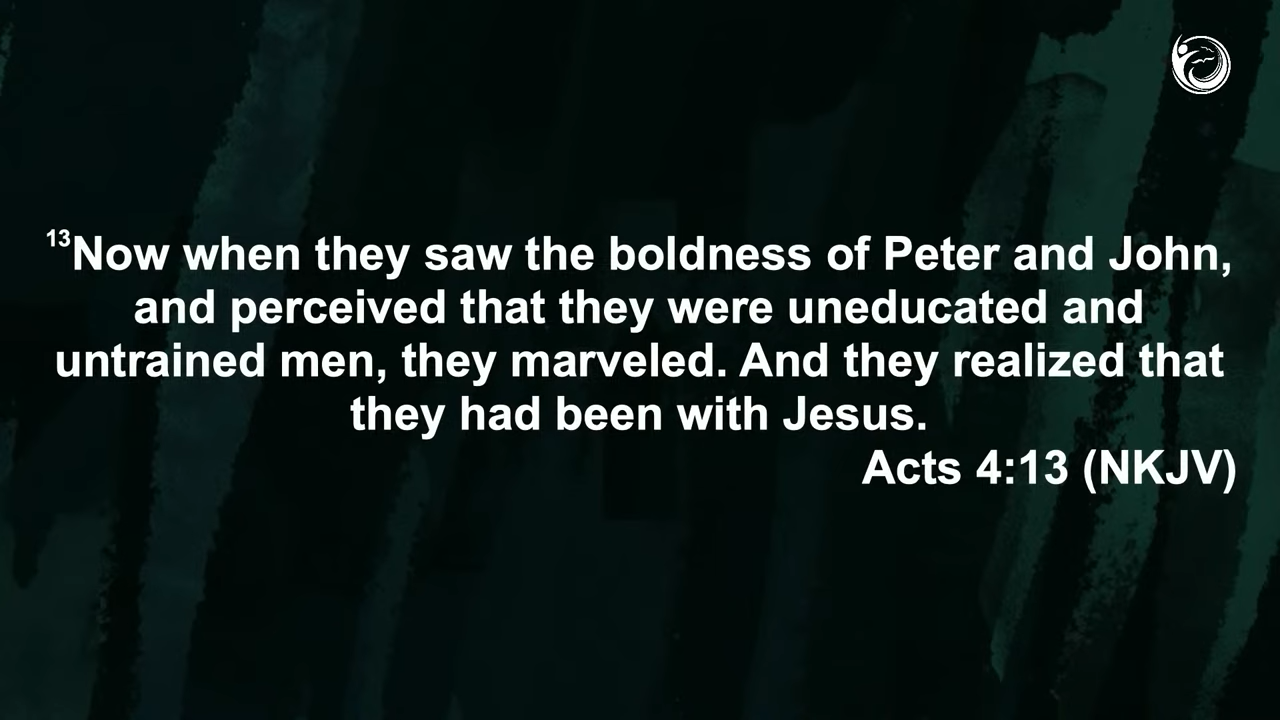 13Now when they saw the boldness of Peter and John,
and perceived that they were uneducated and
untrained men, they marveled. And they realized that
they had been with Jesus.
Acts 4:13 (NKJV)